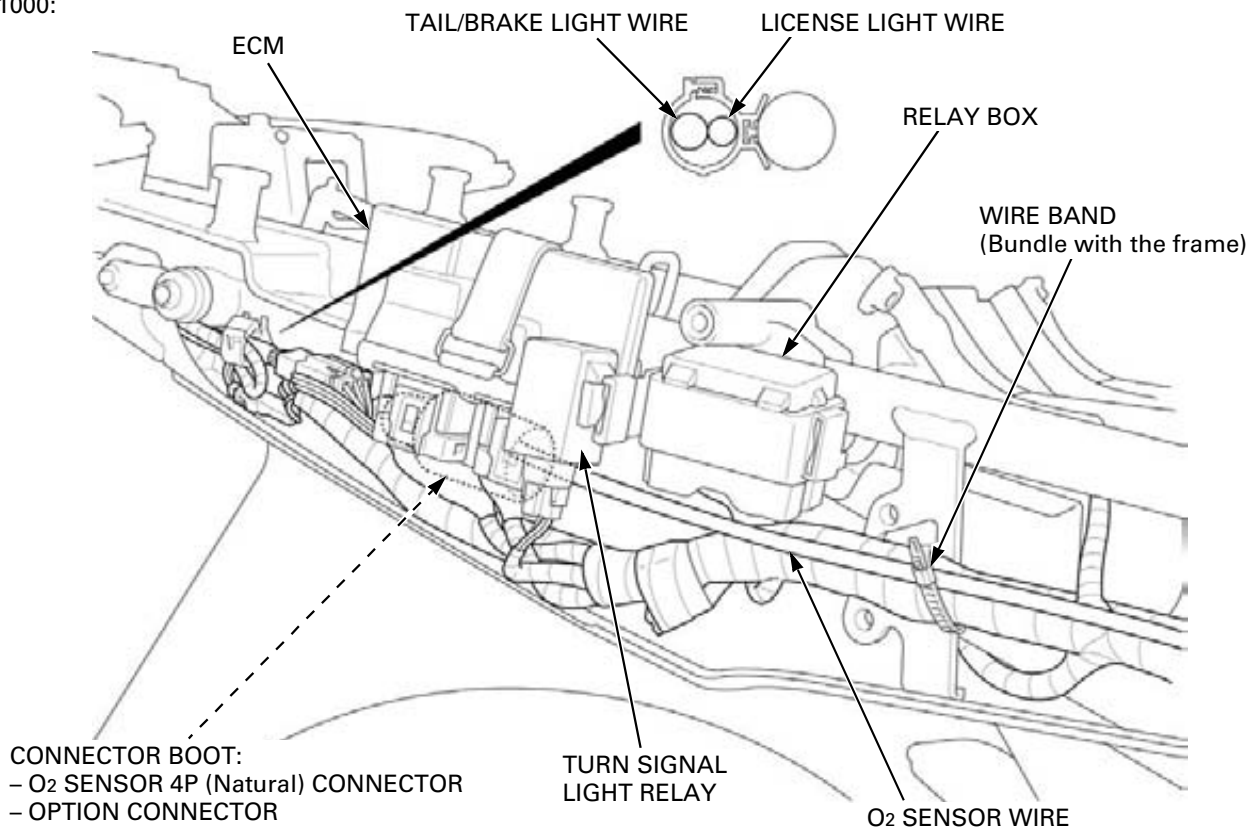 1000:
TAIL/BRAKE LIGHT WIRE
LICENSE LIGHT WIRE
ECM
RELAY BOX
WIRE BAND
(Bundle with the frame)
CONNECTOR BOOT:
– O2 SENSOR 4P (Natural) CONNECTOR
– OPTION CONNECTOR
TURN SIGNAL
LIGHT RELAY
O2 SENSOR WIRE